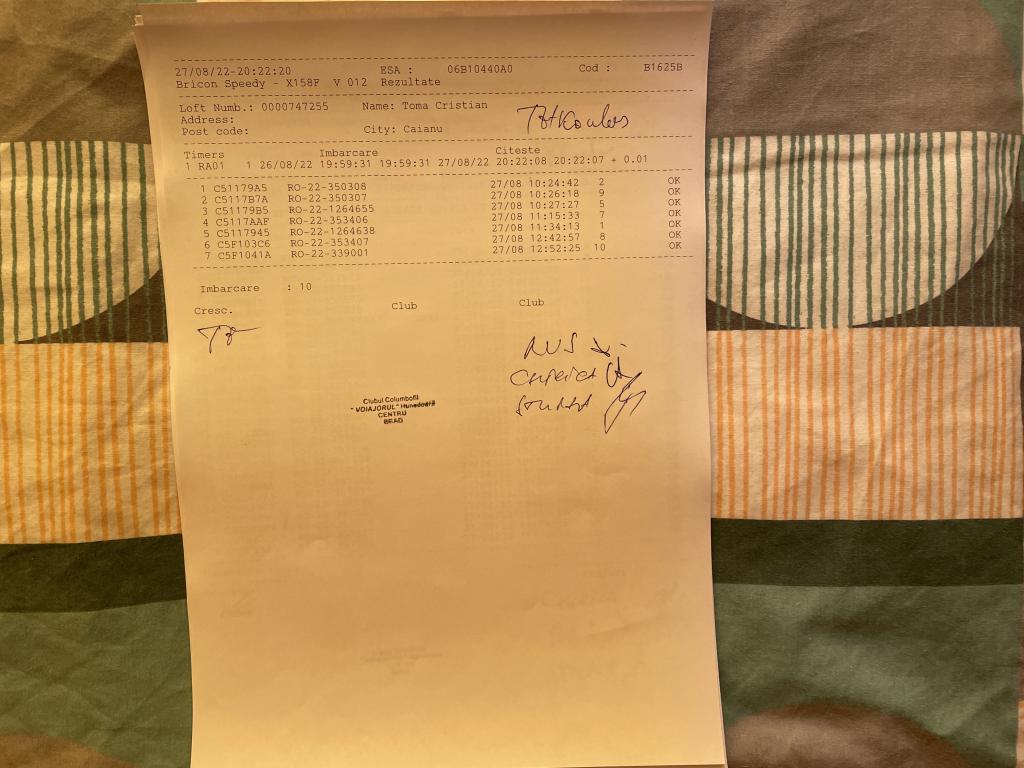 27/08/22-20:22:20 ESA : 06B10440A0 Cod : B1625B
Bricon Speedy - X158F V 012 Rezultate
Loft Numb.: 0000747255 Name: Toma Cristian
Address:
Post code: City: Caianu
Timers Imbarcare Citeste
1 RA01 1 26/08/22 19:59:31 19:59:31 27/08/22 20:22:08 20:22:07 + 0.01
1 C51179A5 RO-22-350308 27/08 10:24:42 2 OK
2 C5117B7A RO-22-350307 27/08 10:26:18 9 OK
3 C51179B5 RO-22-1264655 27/08 10:27:27 5 OK
4 C5117AAF RO-22-353406 27/08 11:15:33 7 OK
5 C5117945 RO-22-1264638 27/08 11:34:13 1 OK
6 C5F103C6 RO-22-353407 27/08 12:42:57 8 OK
7 C5F1041A RO-22-339001 27/08 12:52:25 10 OK
Imbarcare : 10
Cresc. Club Club
Clubul Columbofil
"VOIAJORUL" Hunedoara
CENTRU
BRAD